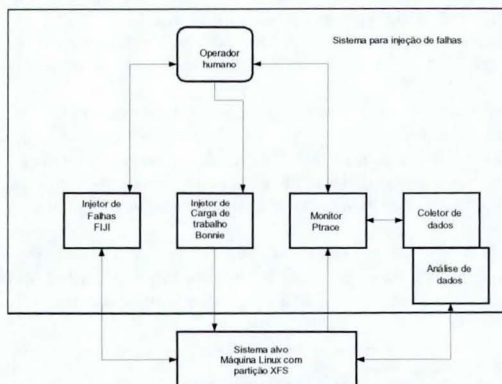 Sistema para injeção de falhas
Operador
humano
Injetor de
Falhas
FIJI
Injetor de
Carga de
trabalho
Bonnie
Monitor
Ptrace
Coletor de
dados
Análise de
dados
Sistema alvo
Máquina Linux com
partição XFS